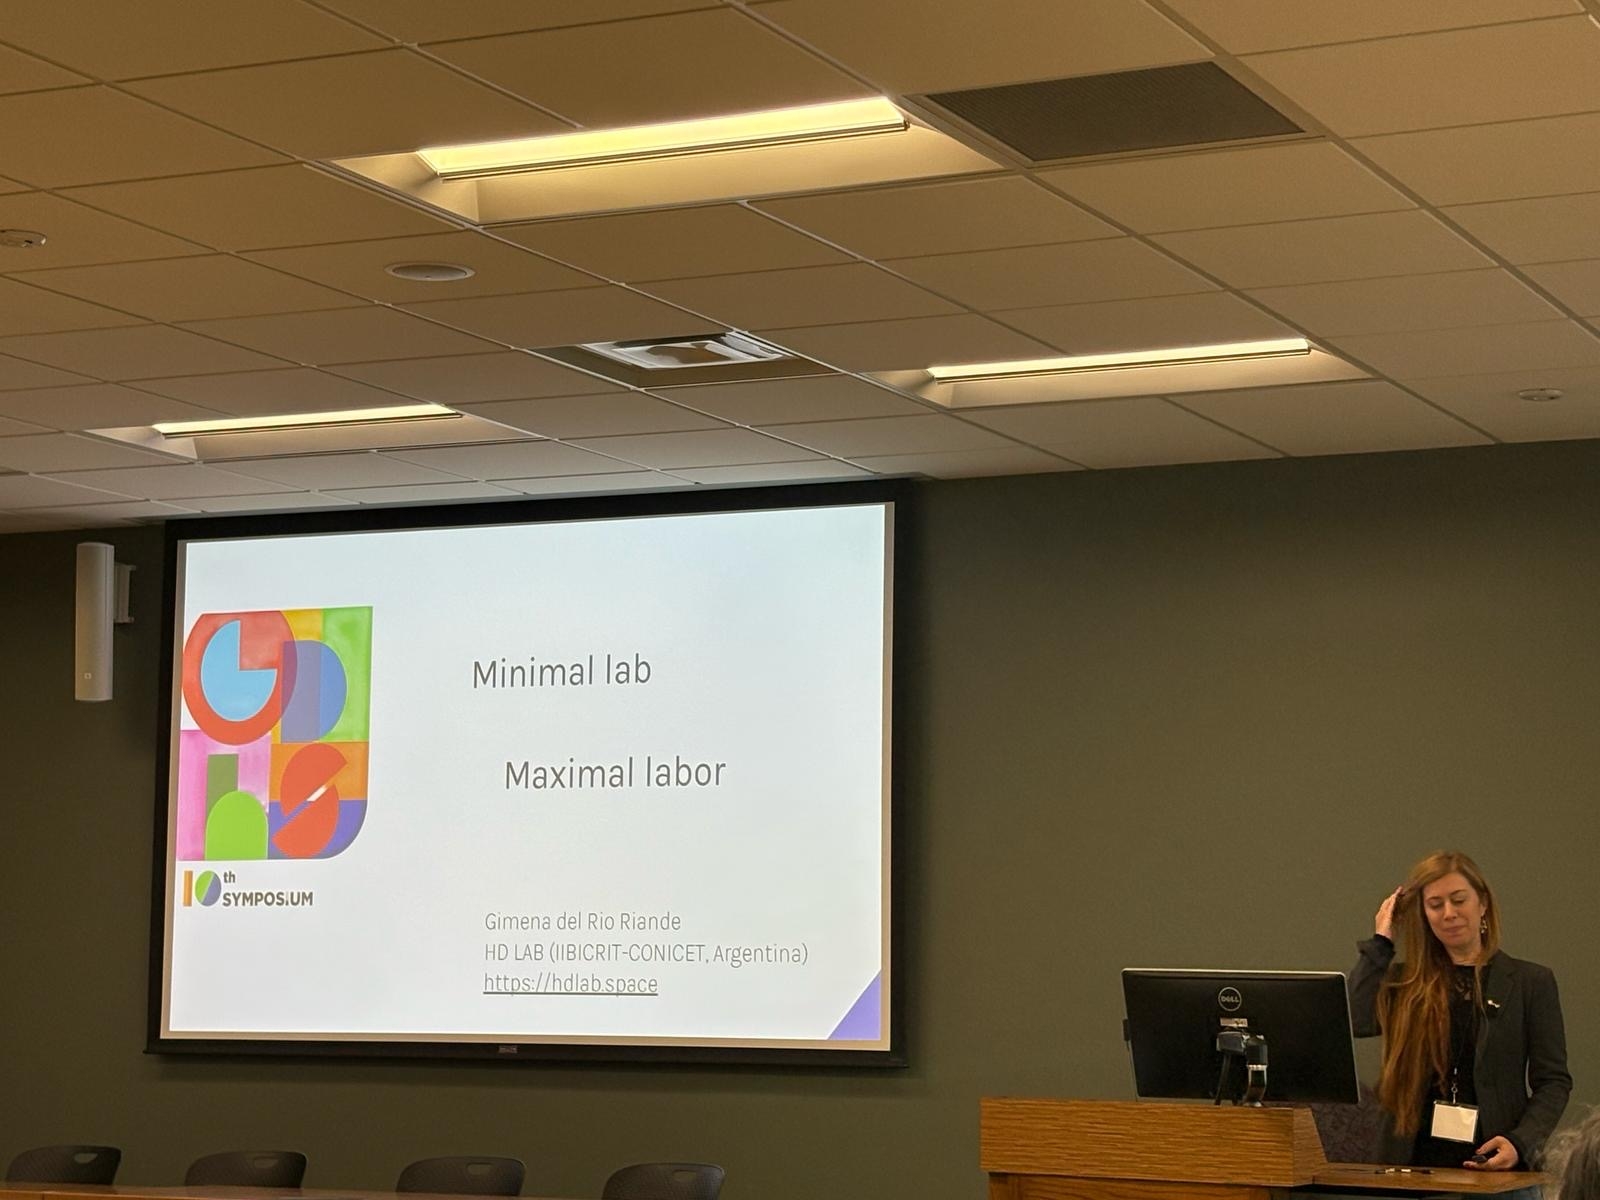 Minimal lab
Maximal labor
10th
SYMPOSIUM
Gimena del Rio Riande
HD LAB (IIBICRIT-CONICET, Argentina)
https://hdlab.space
DELL